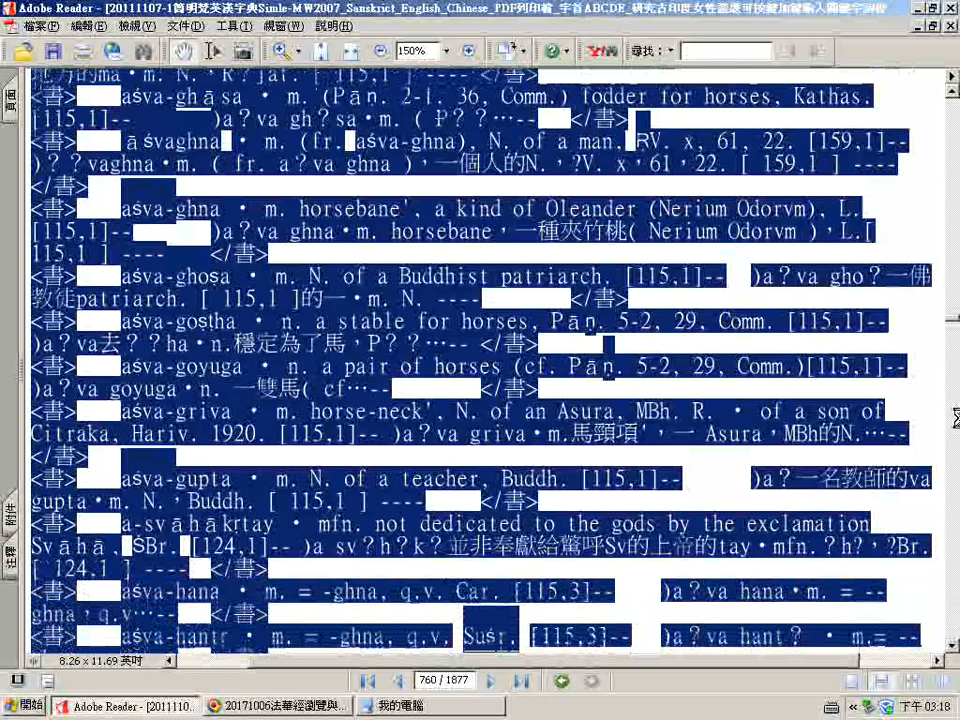 Adobe Reader - [20111107-1簡明梵英漢字典Simle-MW2007_Sanskrit_English_Chinese_PDF列印檔_字首ABCDE_研究古印度女性
檔案(F) 編輯(E) 檢視(V) 文件(D) 工具(T) 視窗(W) 說明(H)
150% 尋找：
頁面
地方的ma‧m. N., R?]at. [ 115,1 ] ---- </書>
<書> aśva-ghāsa ‧ m. (Pāṇ. 2-1. 36, Comm.) fodder for horses, Kathas.
[115,1]-- )a?va gh?sa‧m. ( P??…-- </書>
<書> āśvaghna ‧ m. (fr. aśva-ghna), N. of a man, RV. x, 61, 22. [159,1]--
)??vaghna‧m. ( fr. a?va ghna )，一個人的N. ，?V. x，61，22. [ 159,1 ] ----
</書>
<書> aśva-ghna ‧ m. horsebane', a kind of Oleander (Nerium Odorvm), L.
[115,1]-- )a?va ghna‧m. horsebane，一種夾竹桃( Nerium Odorvm )，L.[
115,1 ] ---- </書>
<書> aśva-ghoṣa ‧ m. N. of a Buddhist patriarch. [115,1]-- )a?va gho?一佛
教徒patriarch. [ 115,1 ]的一‧m. N. ---- </書>
<書> aśva-goṣṭha ‧ n. a stable for horses, Pāṇ. 5-2, 29, Comm. [115,1]--
)a?va去??ha‧n.穩定為了馬，P??…-- </書>
<書> aśva-goyuga ‧ n. a pair of horses (cf. Pāṇ. 5-2, 29, Comm.)[115,1]--
)a?va goyuga‧n. 一雙馬( cf…-- </書>
<書> aśva-griva ‧ m. horse-neck', N. of an Asura, MBh. R. ‧ of a son of
Citraka, Hariv. 1920. [115,1]-- )a?va griva‧m.馬頸項'，一 Asura，MBh的N.…--
</書>
<書> aśva-gupta ‧ m. N. of a teacher, Buddh. [115,1]-- )a?一名教師的va
gupta‧m. N. ，Buddh. [ 115,1 ] ---- </書>
<書> a-svāhākṛtay ‧ mfn. not dedicated to the gods by the exclamation
Svāhā, ŚBr. [124,1]-- )a sv?h?k?並非奉獻給驚呼Sv的上帝的tay‧mfn.?h?，?Br.
[ 124,1 ] ---- </書>
<書> aśva-hana ‧ m. = -ghna, q.v. Car. [115,3]-- )a?va hana‧m. = --
ghna，q.v…-- </書>
<書> aśva-hantṛ ‧ m. = -ghna, q.v. Suśr. [115,3]-- )a?va hant? ‧ m.= --
附件
註釋
8.26 x 11.69 英吋
760 / 1877
開始 Adobe Reader - [2011110... 20171006法華經瀏覽與... 我的電腦 下午 03:18